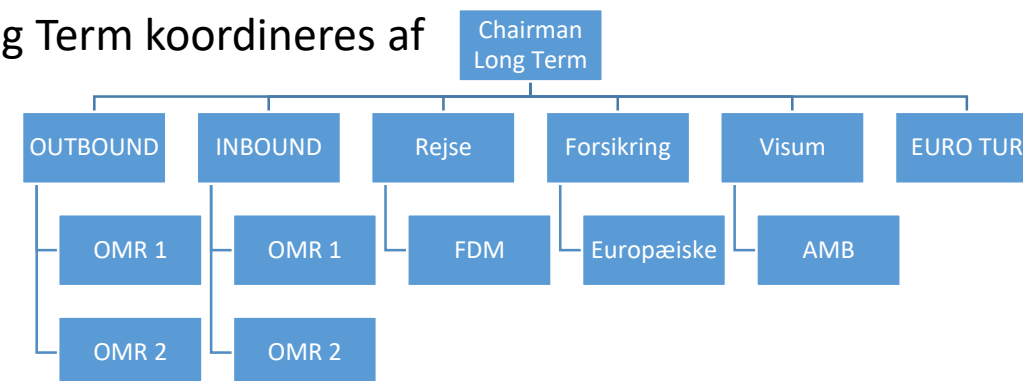 g Term koordineres af
Chairman
Long Term
OUTBOUND
INBOUND
Rejse
Forsikring
Visum
EURO TUR
OMR 1
OMR 1
FDM
Europæiske
AMB
OMR 2
OMR 2